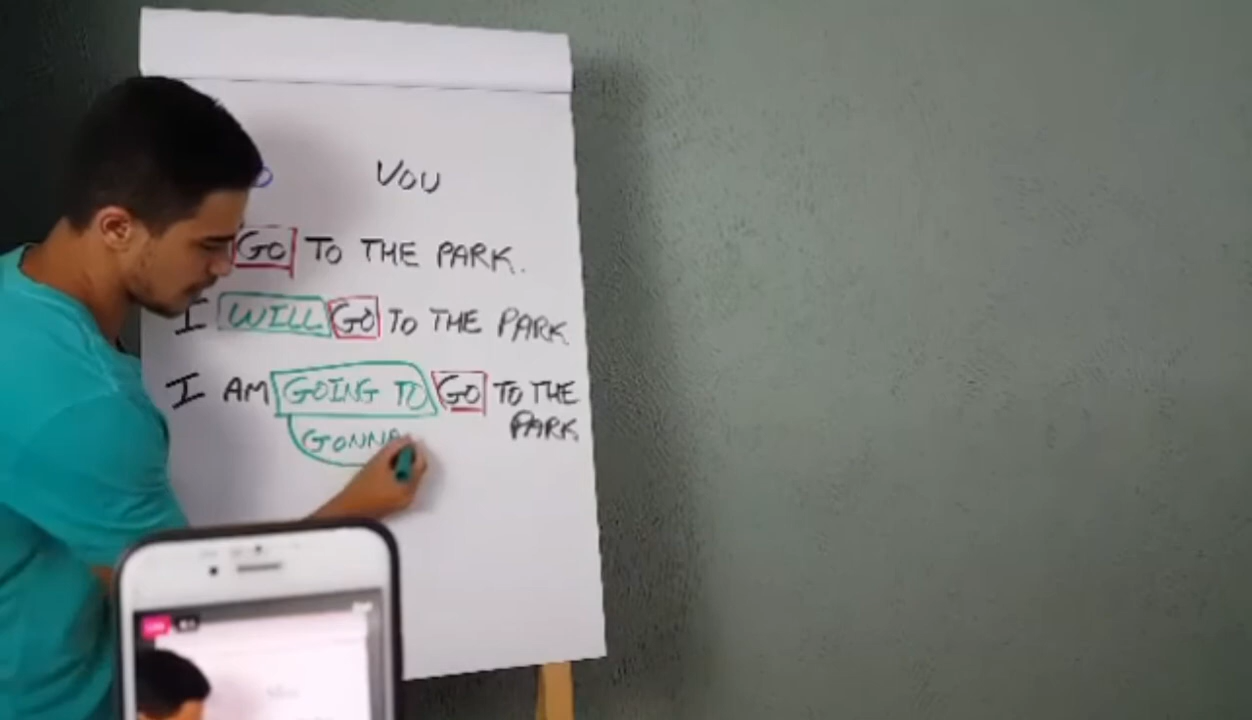 VOU
GO TO THE PARK.
I WILL GO TO THE PARK
I AM GOING TO GO TO THE
PARK
GONNA